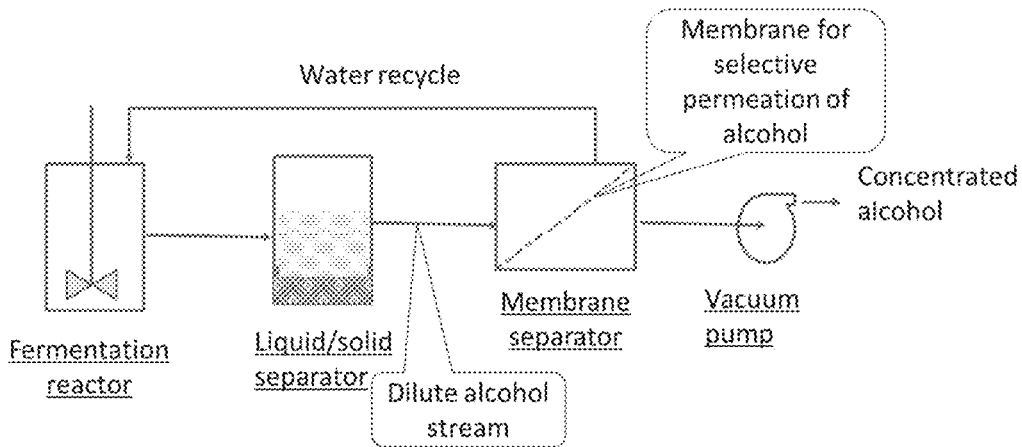 Water recycle
Membrane for
selective
permeation of
alcohol
Concentrated
alcohol
Fermentation
reactor
Liquid/solid
separator
Dilute alcohol
stream
Membrane
separator
Vacuum
pump